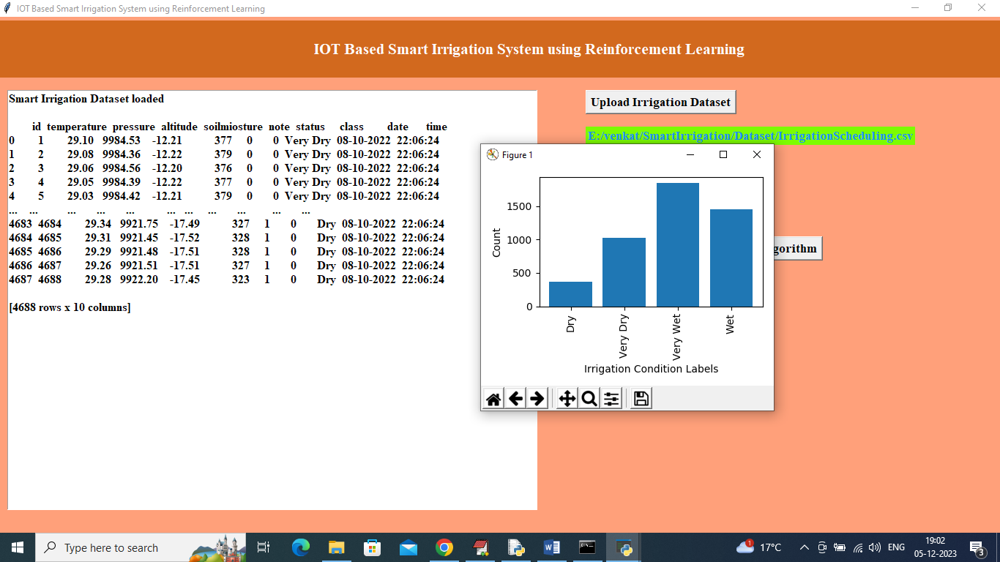 IOT Based Smart Irrigation System using Reinforcement Learning
IOT Based Smart Irrigation System using Reinforcement Learning
Smart Irrigation Dataset loaded
id temperature pressure altitude soilmiosture note status class date time
0 1 29.10 9984.53 -12.21 377 0 0 Very Dry 08-10-2022 22:06:24
1 2 29.08 9984.36 -12.22 379 0 0 Very Dry 08-10-2022 22:06:24
2 3 29.06 9984.56 -12.20 376 0 0 Very Dry 08-10-2022 22:06:24
3 4 29.05 9984.39 -12.22 377 0 0 Very Dry 08-10-2022 22:06:24
4 5 29.03 9984.42 -12.21 379 0 0 Very Dry 08-10-2022 22:06:24
... ... ... ... ... ... ... ... ... ... ...
4683 4684 29.34 9921.75 -17.49 327 1 0 Dry 08-10-2022 22:06:24
4684 4685 29.31 9921.45 -17.52 328 1 0 Dry 08-10-2022 22:06:24
4685 4686 29.29 9921.48 -17.51 328 1 0 Dry 08-10-2022 22:06:24
4686 4687 29.26 9921.51 -17.51 327 1 0 Dry 08-10-2022 22:06:24
4687 4688 29.28 9922.20 -17.45 323 1 0 Dry 08-10-2022 22:06:24
[4688 rows x 10 columns]
Upload Irrigation Dataset
E:/venkat/SmartIrrigation/Dataset/IrrigationScheduling.csv
gorithm
Figure 1
1500
1000
500
0
Count
Dry
Very Dry
Very Wet
Wet
Irrigation Condition Labels
Type here to search
1
17°C
ENG
19:02
05-12-2023
3